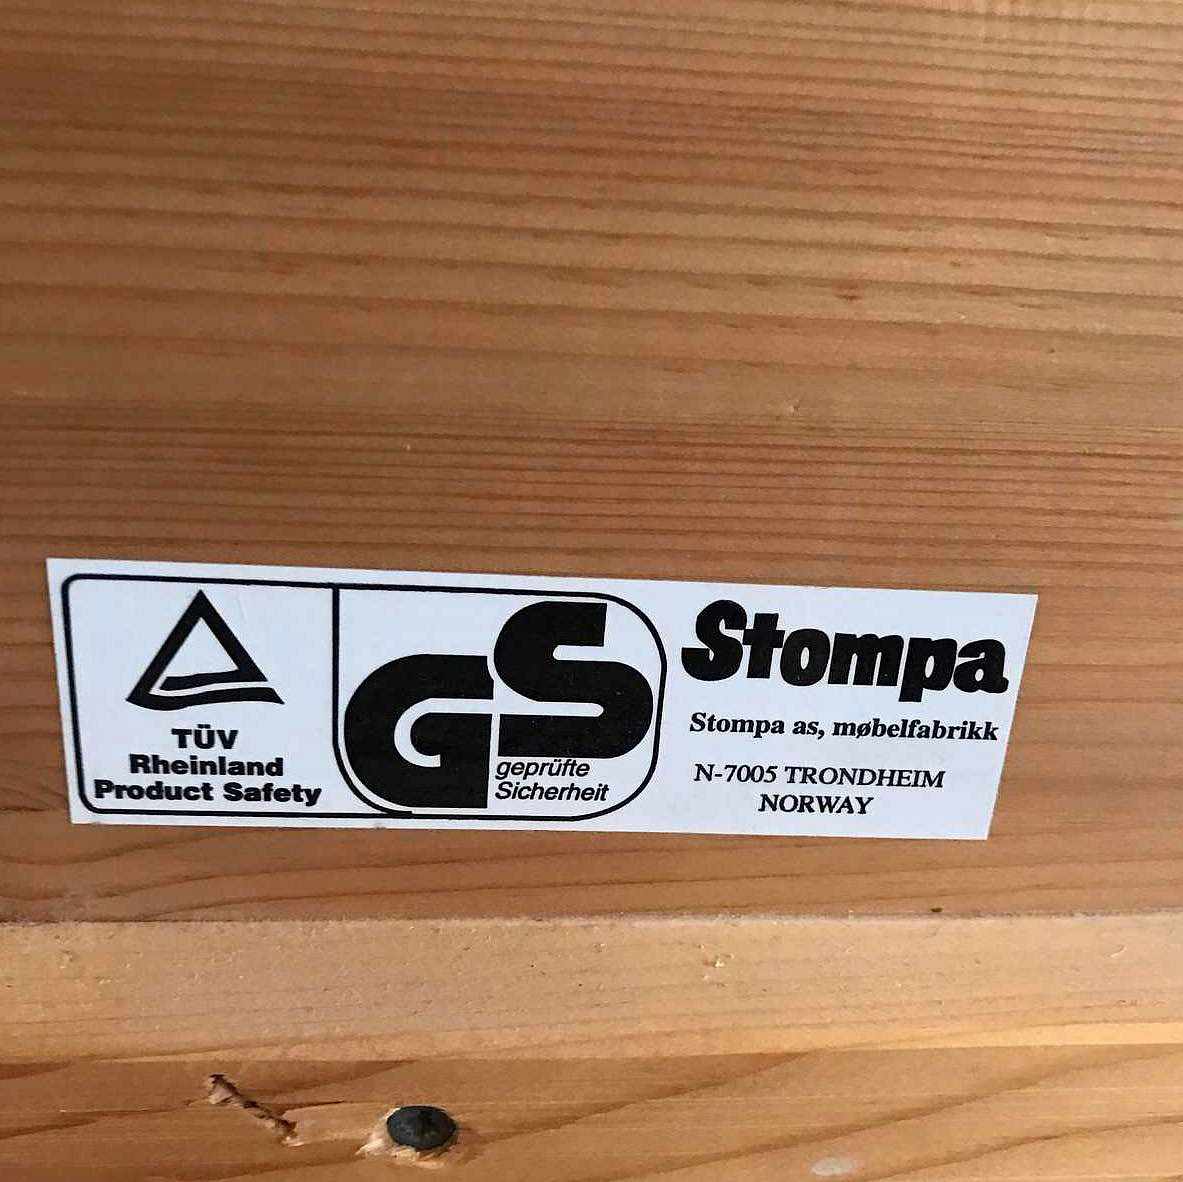 TÜV
Rheinland
Product Safety
GS
geprüfte
Sicherheit
Stompa
Stompa as, møbelfabrikk
N-7005 TRONDHEIM
NORWAY